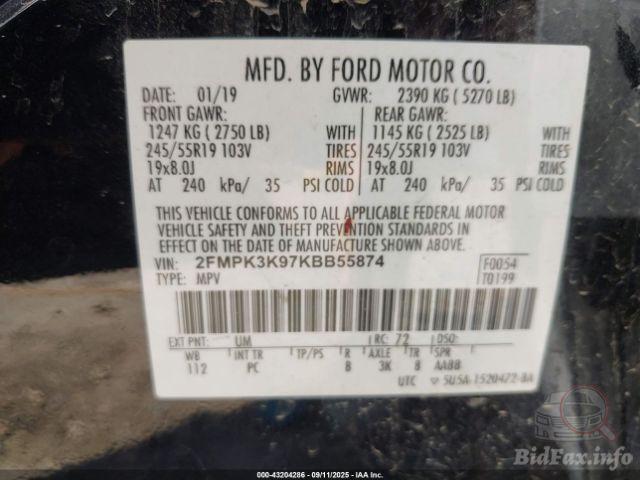 MFD. BY FORD MOTOR CO.
DATE: 01/19 GVWR: 2390 KG ( 5270 LB)
FRONT GAWR: REAR GAWR:
1247 KG ( 2750 LB) WITH 1145 KG ( 2525 LB) WITH
245/55R19 103V TIRES 245/55R19 103V TIRES
19x8.0J RIMS 19x8.0J RIMS
AT 240 kPa/ 35 PSI COLD AT 240 kPa/ 35 PSI COLD
THIS VEHICLE CONFORMS TO ALL APPLICABLE FEDERAL MOTOR
VEHICLE SAFETY AND THEFT PREVENTION STANDARDS IN
EFFECT ON THE DATE OF MANUFACTURE SHOWN ABOVE.
VIN: 2FMPK3K97KBB55874 F0054
TYPE: MPV T0199
EXT PNT: UM RC: 72 DSO:
WB INT TR TP/PS R AXLE TR SPR
112 PC 8 3K 8 AABB
UTC 5U5A-1520472-BA
BidFax.info
000-43204286 - 09/11/2025 - IAA Inc.